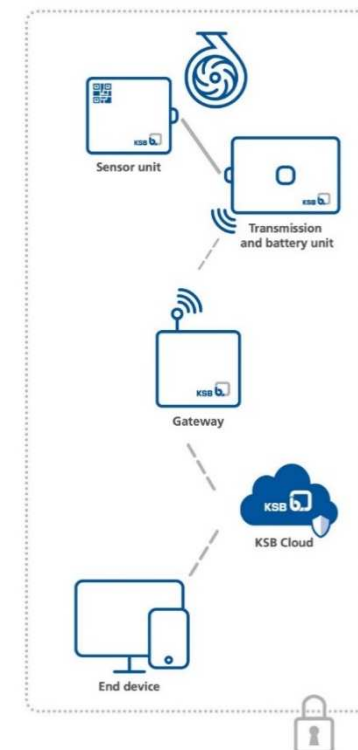 KSB
Sensor unit
KSB
Transmission
and battery unit
KSB
Gateway
KSB
KSB Cloud
End device